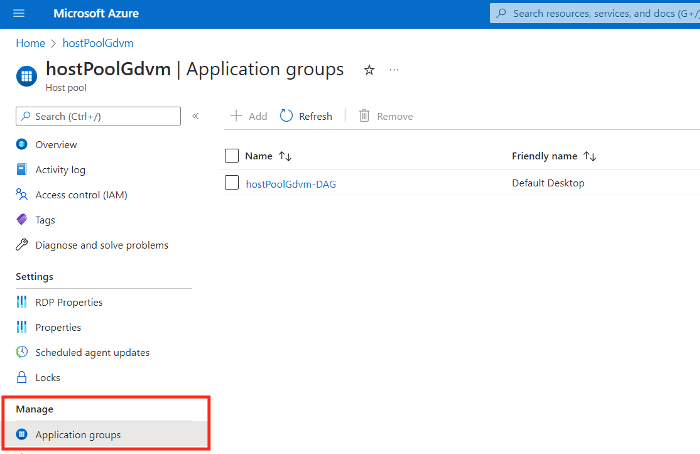 Microsoft Azure
Search resources, services, and docs (G+/)
Home > hostPoolGdvm
hostPoolGdvm | Application groups
Host pool
Search (Ctrl+/)
Add
Refresh
Remove
Overview
Activity log
Access control (IAM)
Tags
Diagnose and solve problems
Settings
RDP Properties
Properties
Scheduled agent updates
Locks
Manage
Application groups
Name
Friendly name
hostPoolGdvm-DAG
Default Desktop